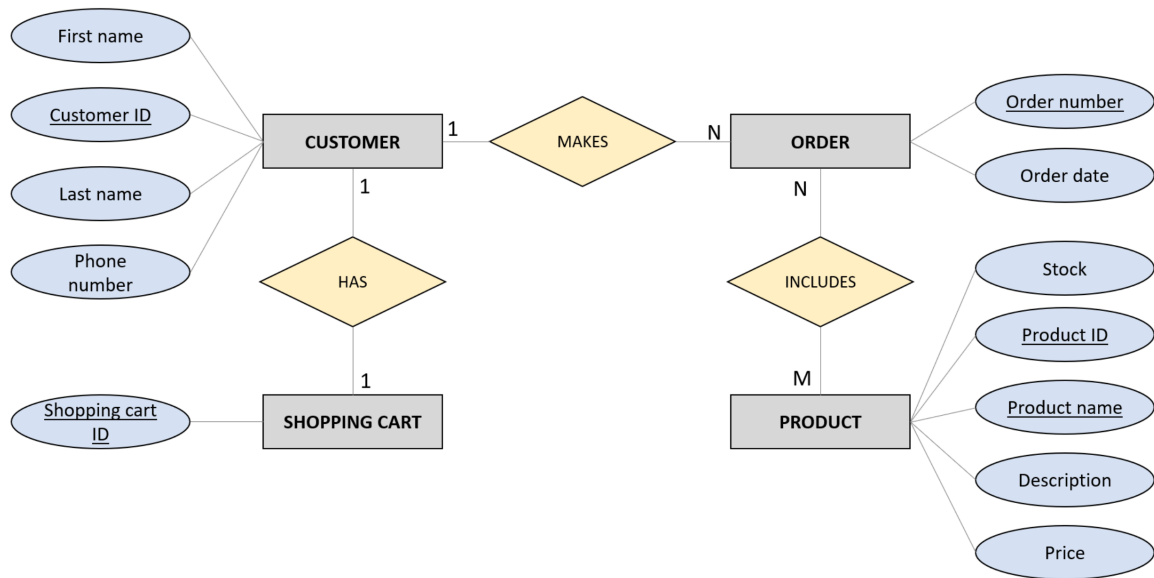 First name
Customer ID
Last name
Phone
number
CUSTOMER
1
MAKES
N
ORDER
Order number
Order date
1
HAS
1
N
INCLUDES
M
Shopping cart
ID
SHOPPING CART
PRODUCT
Stock
Product ID
Product name
Description
Price